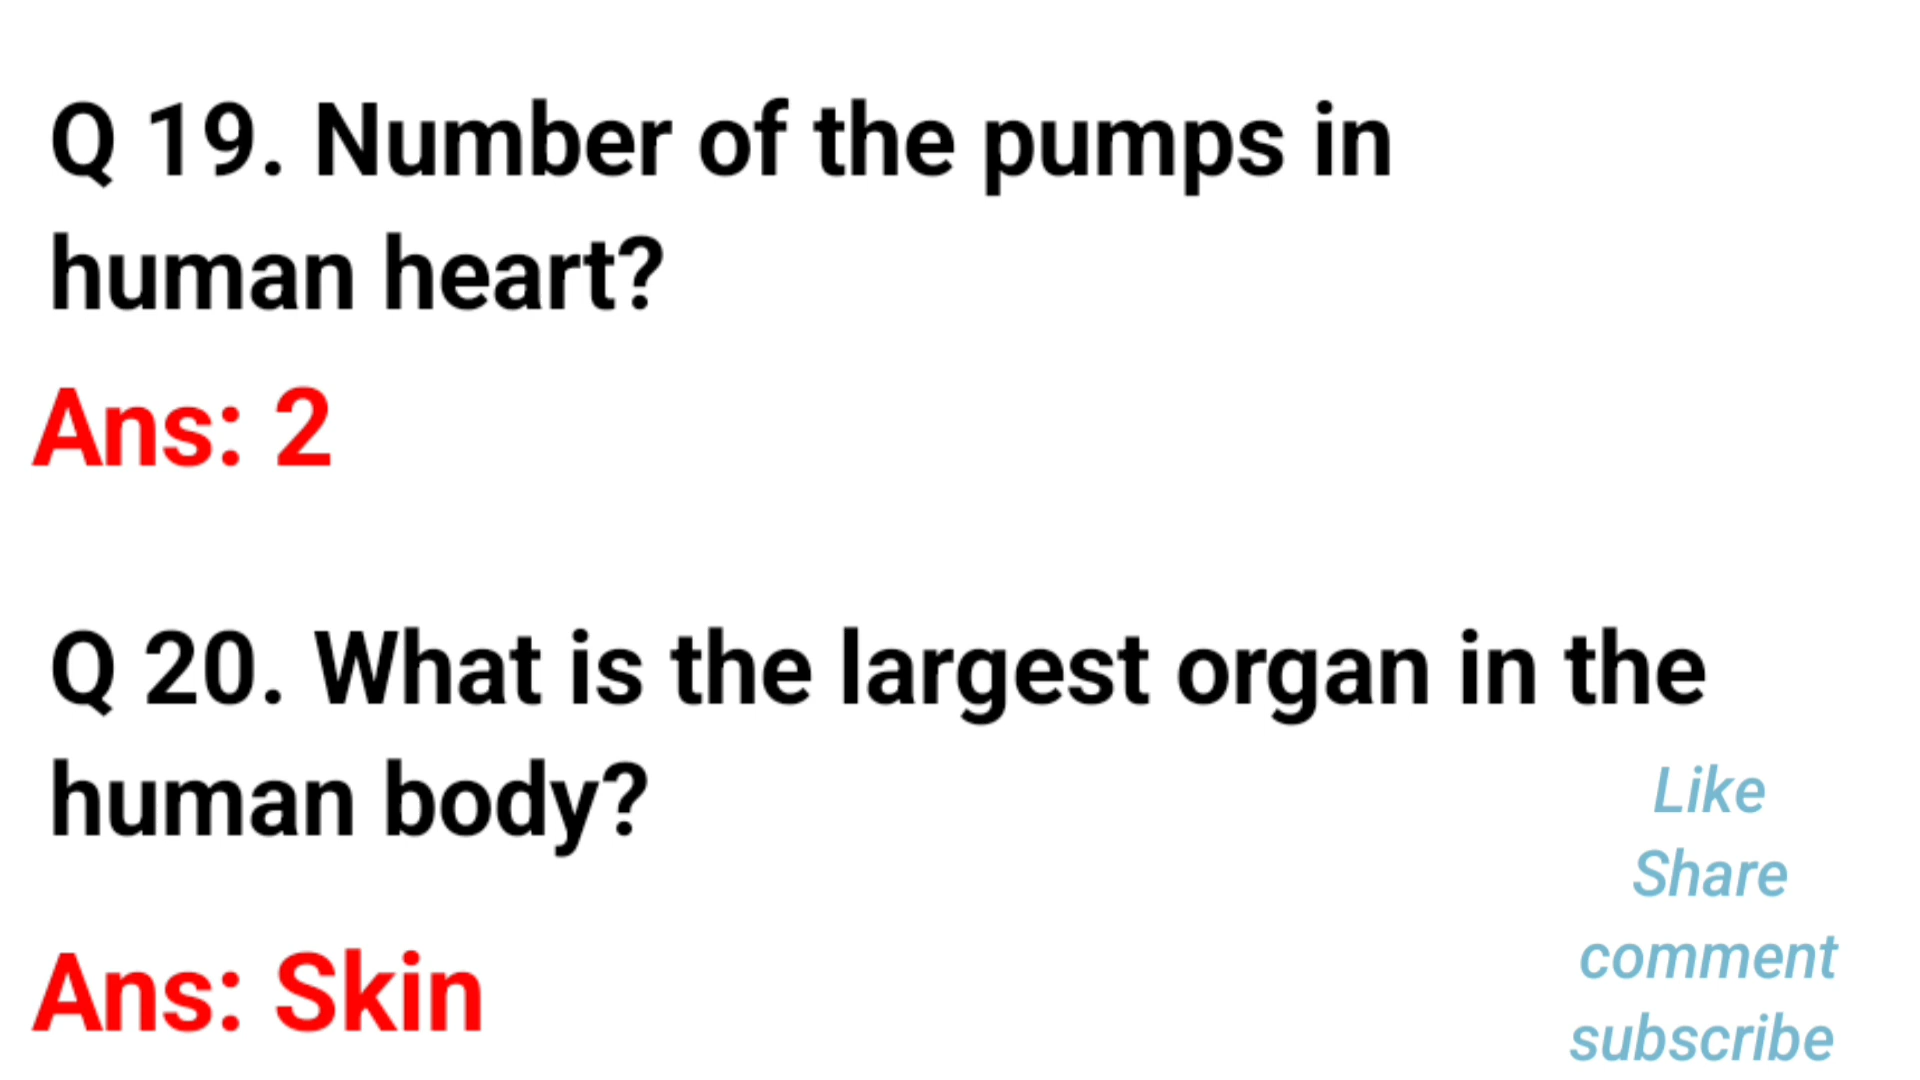 Q 19. Number of the pumps in
human heart?
Ans: 2
Q 20. What is the largest organ in the
human body?
Ans: Skin
Like
Share
comment
subscribe